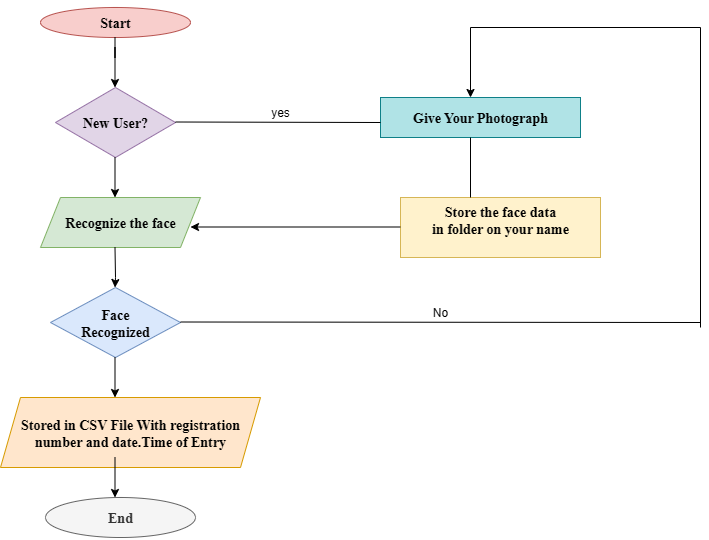 Start
New User?
yes
Give Your Photograph
Recognize the face
Store the face data
in folder on your name
Face
Recognized
No
Stored in CSV File With registration
number and date.Time of Entry
End